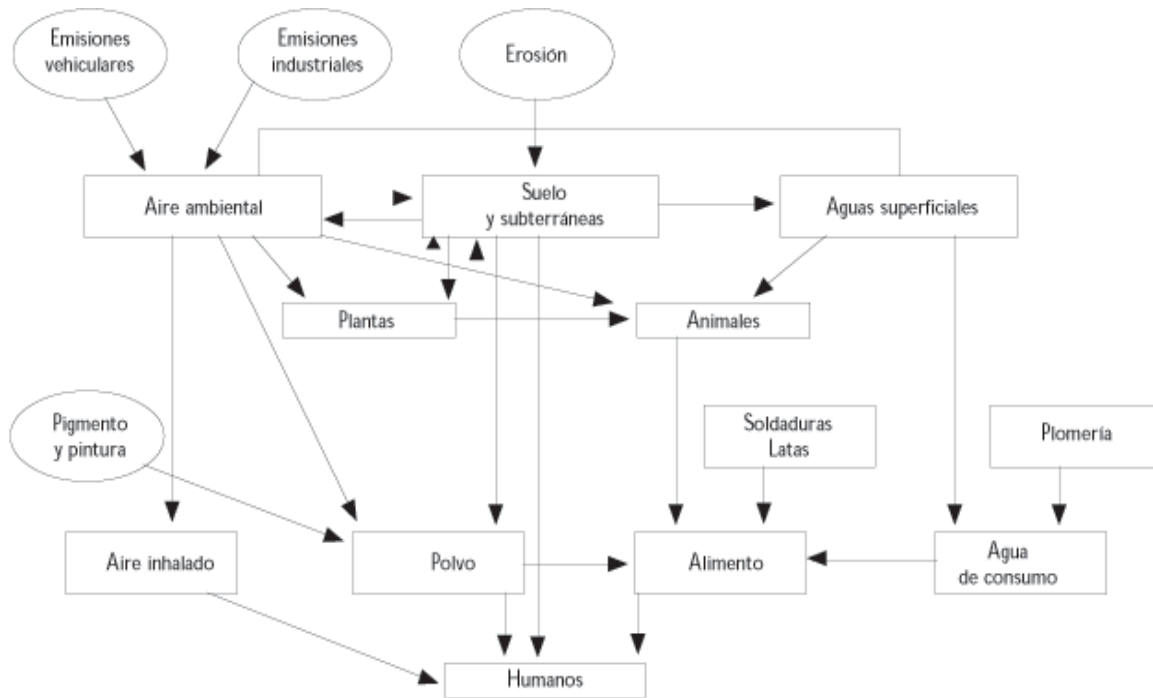 Emisiones
vehiculares
Emisiones
industriales
Erosión
Aire ambiental
Suelo
y subterráneas
Aguas superficiales
Plantas
Animales
Pigmento
y pintura
Soldaduras
Latas
Plomería
Aire inhalado
Polvo
Alimento
Agua
de consumo
Humanos